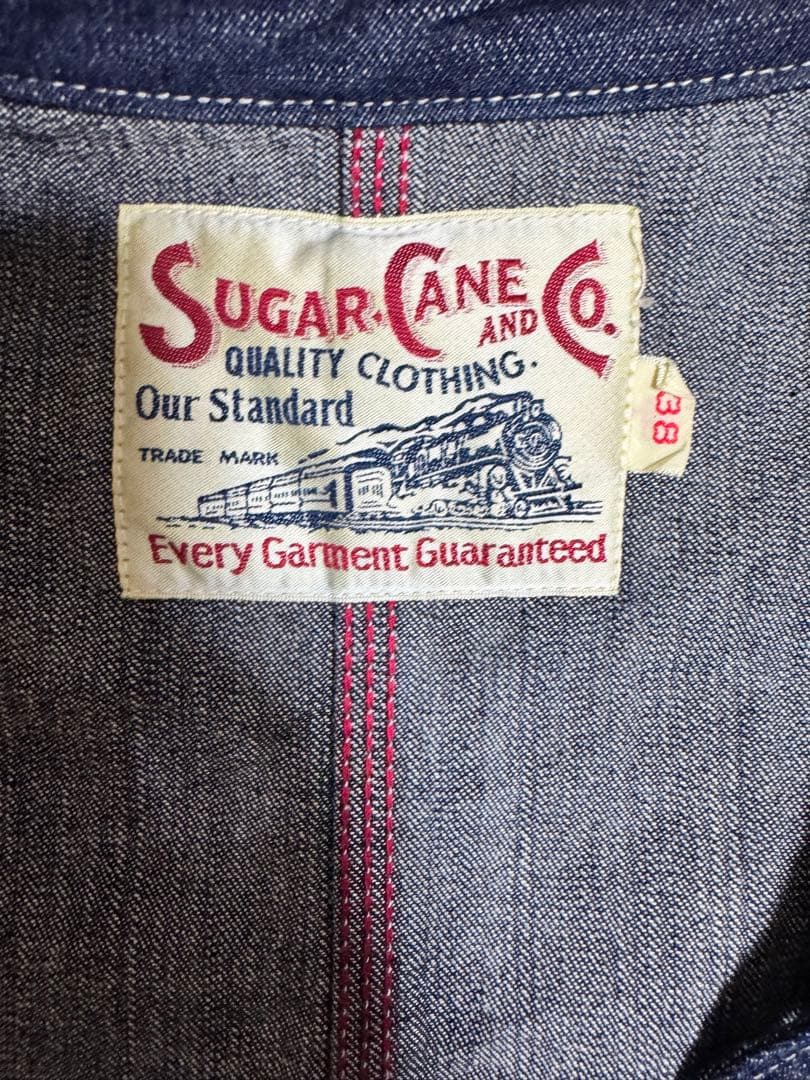 SUGAR CANE AND CO.
QUALITY CLOTHING.
Our Standard
TRADE MARK
Every Garment Guaranteed
38